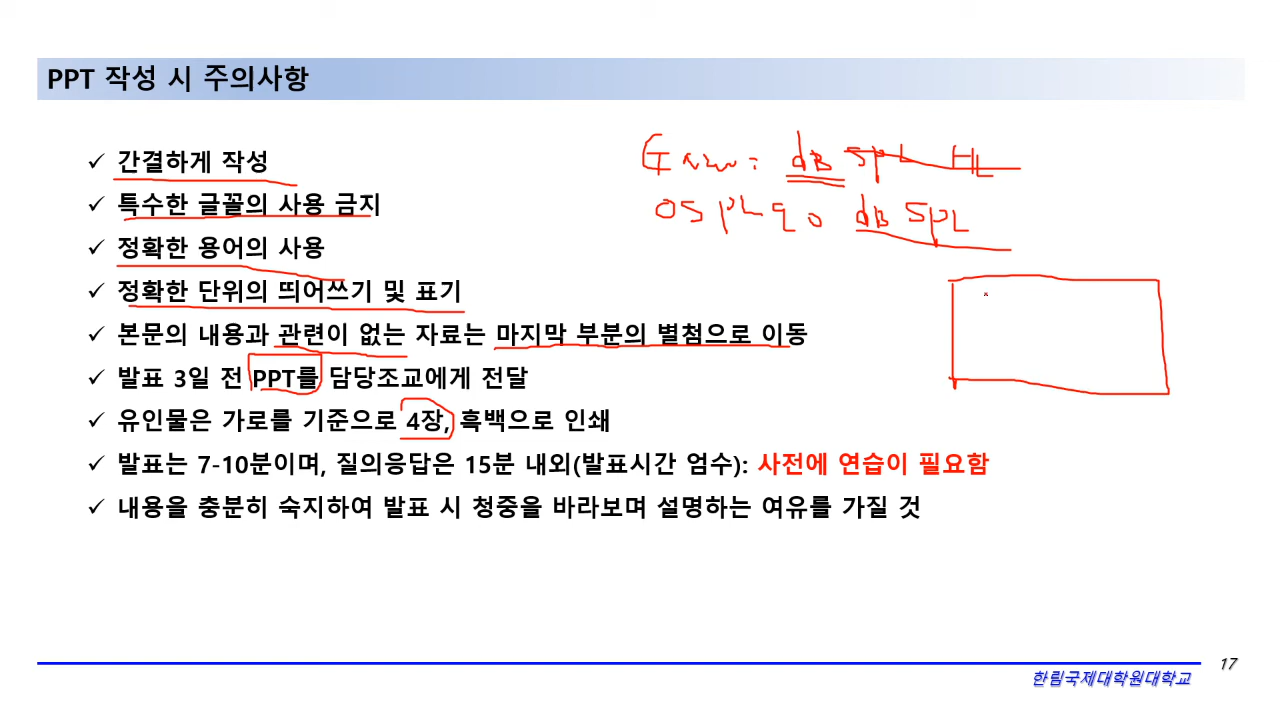 PPT 작성 시 주의사항
✓ 간결하게 작성
✓ 특수한 글꼴의 사용 금지
✓ 정확한 용어의 사용
✓ 정확한 단위의 띄어쓰기 및 표기
✓ 본문의 내용과 관련이 없는 자료는 마지막 부분의 별첨으로 이동
✓ 발표 3일 전 PPT를 담당조교에게 전달
✓ 유인물은 가로를 기준으로 4장, 흑백으로 인쇄
✓ 발표는 7-10분이며, 질의응답은 15분 내외(발표시간 엄수): 사전에 연습이 필요함
✓ 내용을 충분히 숙지하여 발표 시 청중을 바라보며 설명하는 여유를 가질 것
dB SPL HL
OSPL 90 dB SPL
17
한림국제대학원대학교